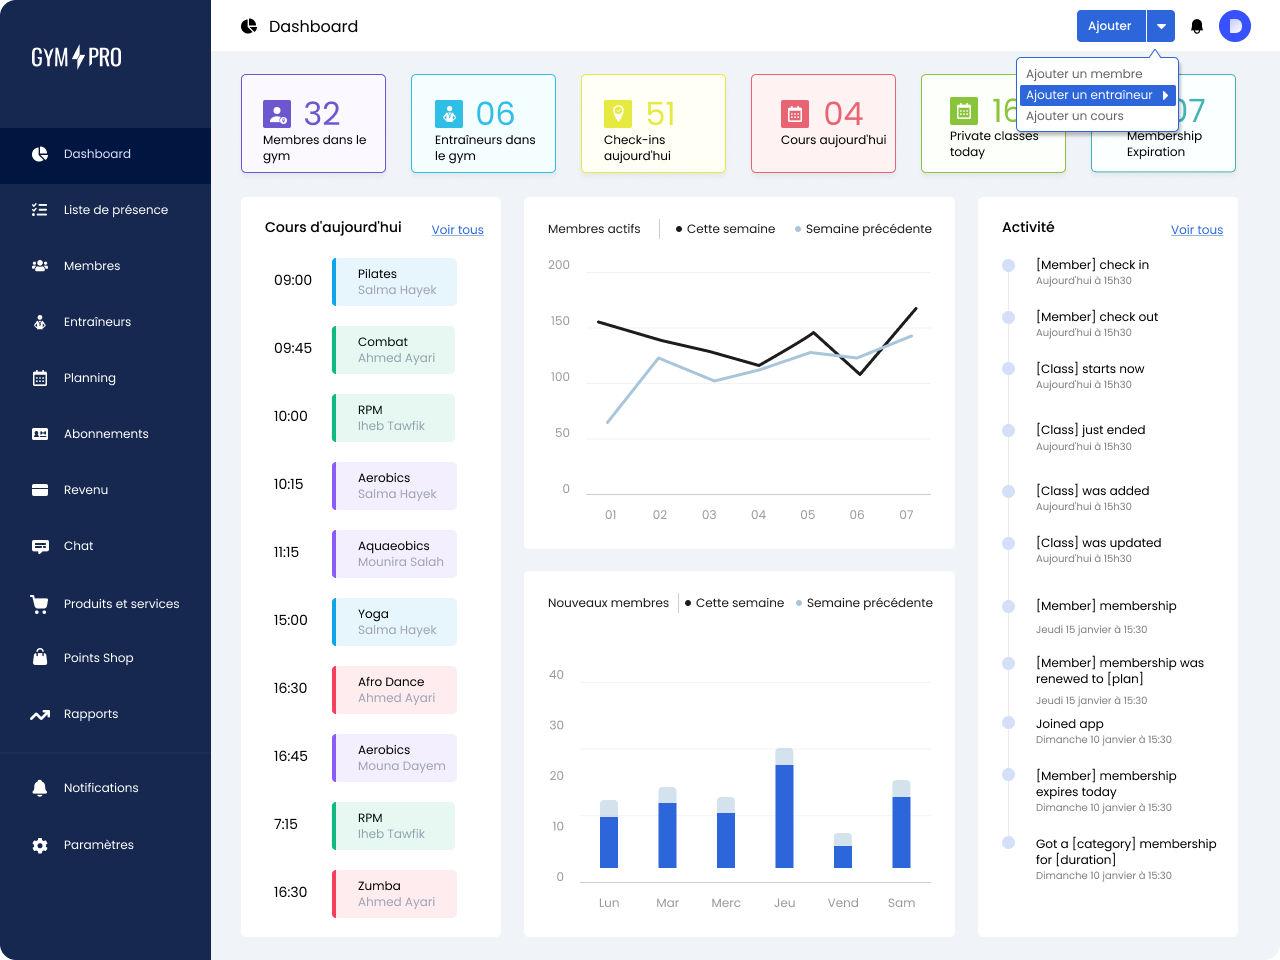 GYM PRO
Dashboard
Liste de présence
Membres
Entraîneurs
Planning
Abonnements
Revenu
Chat
Produits et services
Points Shop
Rapports
Notifications
Paramètres
Dashboard
Ajouter
D
Ajouter un membre
Ajouter un entraîneur
Ajouter un cours
32
Membres dans le
gym
06
Entraîneurs dans
le gym
51
Check-ins
aujourd'hui
04
Cours aujourd'hui
16
Private classes
today
07
Membership
Expiration
Cours d'aujourd'hui
Voir tous
09:00
Pilates
Salma Hayek
09:45
Combat
Ahmed Ayari
10:00
RPM
Iheb Tawfik
10:15
Aerobics
Salma Hayek
11:15
Aquaeobics
Mounira Salah
15:00
Yoga
Salma Hayek
16:30
Afro Dance
Ahmed Ayari
16:45
Aerobics
Mouna Dayem
7:15
RPM
Iheb Tawfik
16:30
Zumba
Ahmed Ayari
Membres actifs
Cette semaine
Semaine précédente
200
150
100
50
0
01 02 03 04 05 06 07
Nouveaux membres
Cette semaine
Semaine précédente
40
30
20
10
0
Lun Mar Merc Jeu Vend Sam
Activité
Voir tous
[Member] check in
Aujourd'hui à 15h30
[Member] check out
Aujourd'hui à 15h30
[Class] starts now
Aujourd'hui à 15h30
[Class] just ended
Aujourd'hui à 15h30
[Class] was added
Aujourd'hui à 15h30
[Class] was updated
Aujourd'hui à 15h30
[Member] membership
Jeudi 15 janvier à 15:30
[Member] membership was
renewed to [plan]
Jeudi 15 janvier à 15:30
Joined app
Dimanche 10 janvier à 15:30
[Member] membership
expires today
Dimanche 10 janvier à 15:30
Got a [category] membership
for [duration]
Dimanche 10 janvier à 15:30